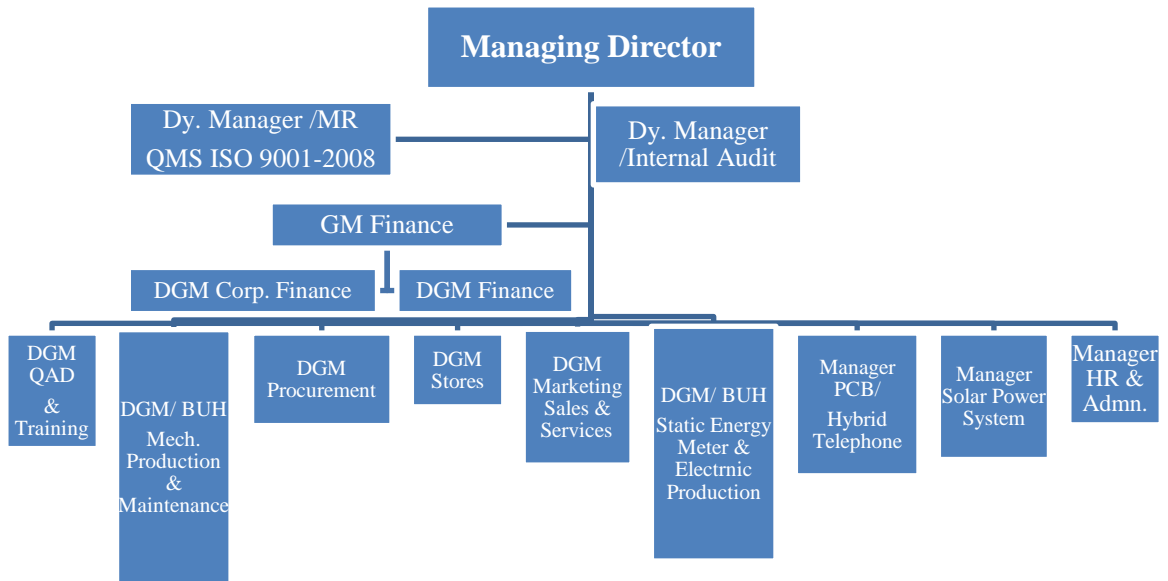 Managing Director
Dy. Manager /MR
QMS ISO 9001-2008
Dy. Manager
/Internal Audit
GM Finance
DGM Corp. Finance
DGM Finance
DGM
QAD
&
Training
DGM/ BUH
Mech.
Production
&
Maintenance
DGM
Procurement
DGM
Stores
DGM
Marketing
Sales &
Services
DGM/ BUH
Static Energy
Meter &
Electrnic
Production
Manager
PCB/
Hybrid
Telephone
Manager
Solar Power
System
Manager
HR &
Admn.